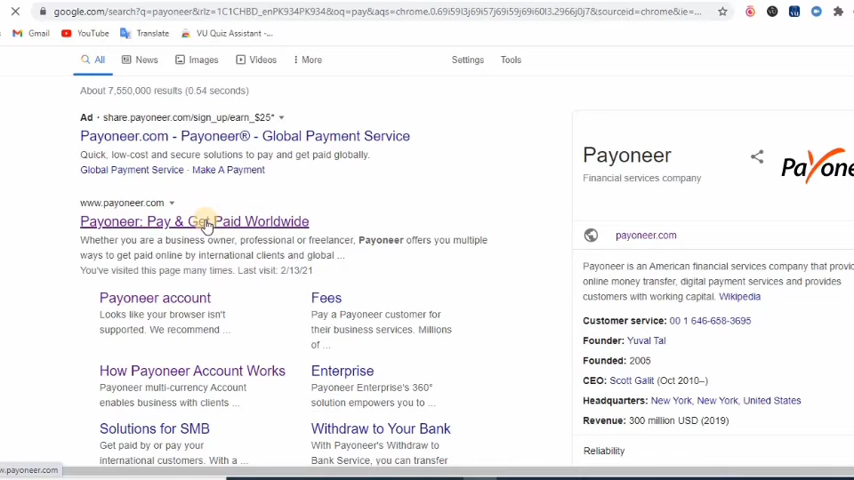 google.com/search?q=payoneer&rlz=1C1CHBD_enPK934PK934&oq=pay&aqs=chrome.0.69i59l3j69i57j69i59j69i60l3.2966j0j7&sourceid=chrome&ie=...
Gmail YouTube Translate VU Quiz Assistant -...
All News Images Videos More Settings Tools
About 7,550,000 results (0.54 seconds)
Ad · share.payoneer.com/sign_up/earn_$25*
Payoneer.com - Payoneer® - Global Payment Service
Quick, low-cost and secure solutions to pay and get paid globally.
Global Payment Service · Make A Payment
www.payoneer.com
Payoneer: Pay & Get Paid Worldwide
Whether you are a business owner, professional or freelancer, Payoneer offers you multiple
ways to get paid online by international clients and global ...
You've visited this page many times. Last visit: 2/13/21
Payoneer account
Looks like your browser isn't
supported. We recommend ...
Fees
Pay a Payoneer customer for
their business services. Millions
of ...
How Payoneer Account Works
Payoneer multi-currency Account
enables business with clients ...
Enterprise
Payoneer Enterprise's 360°
solution empowers you to ...
Solutions for SMB
Get paid by or pay your
international customers. With a ...
Withdraw to Your Bank
With Payoneer's Withdraw to
Bank Service, you can transfer
Payoneer
Financial services company
Payone
payoneer.com
Payoneer is an American financial services company that provi
online money transfer, digital payment services and provides
customers with working capital. Wikipedia
Customer service: 00 1 646-658-3695
Founder: Yuval Tal
Founded: 2005
CEO: Scott Galit (Oct 2010–)
Headquarters: New York, New York, United States
Revenue: 300 million USD (2019)
Reliability
w.payoneer.com